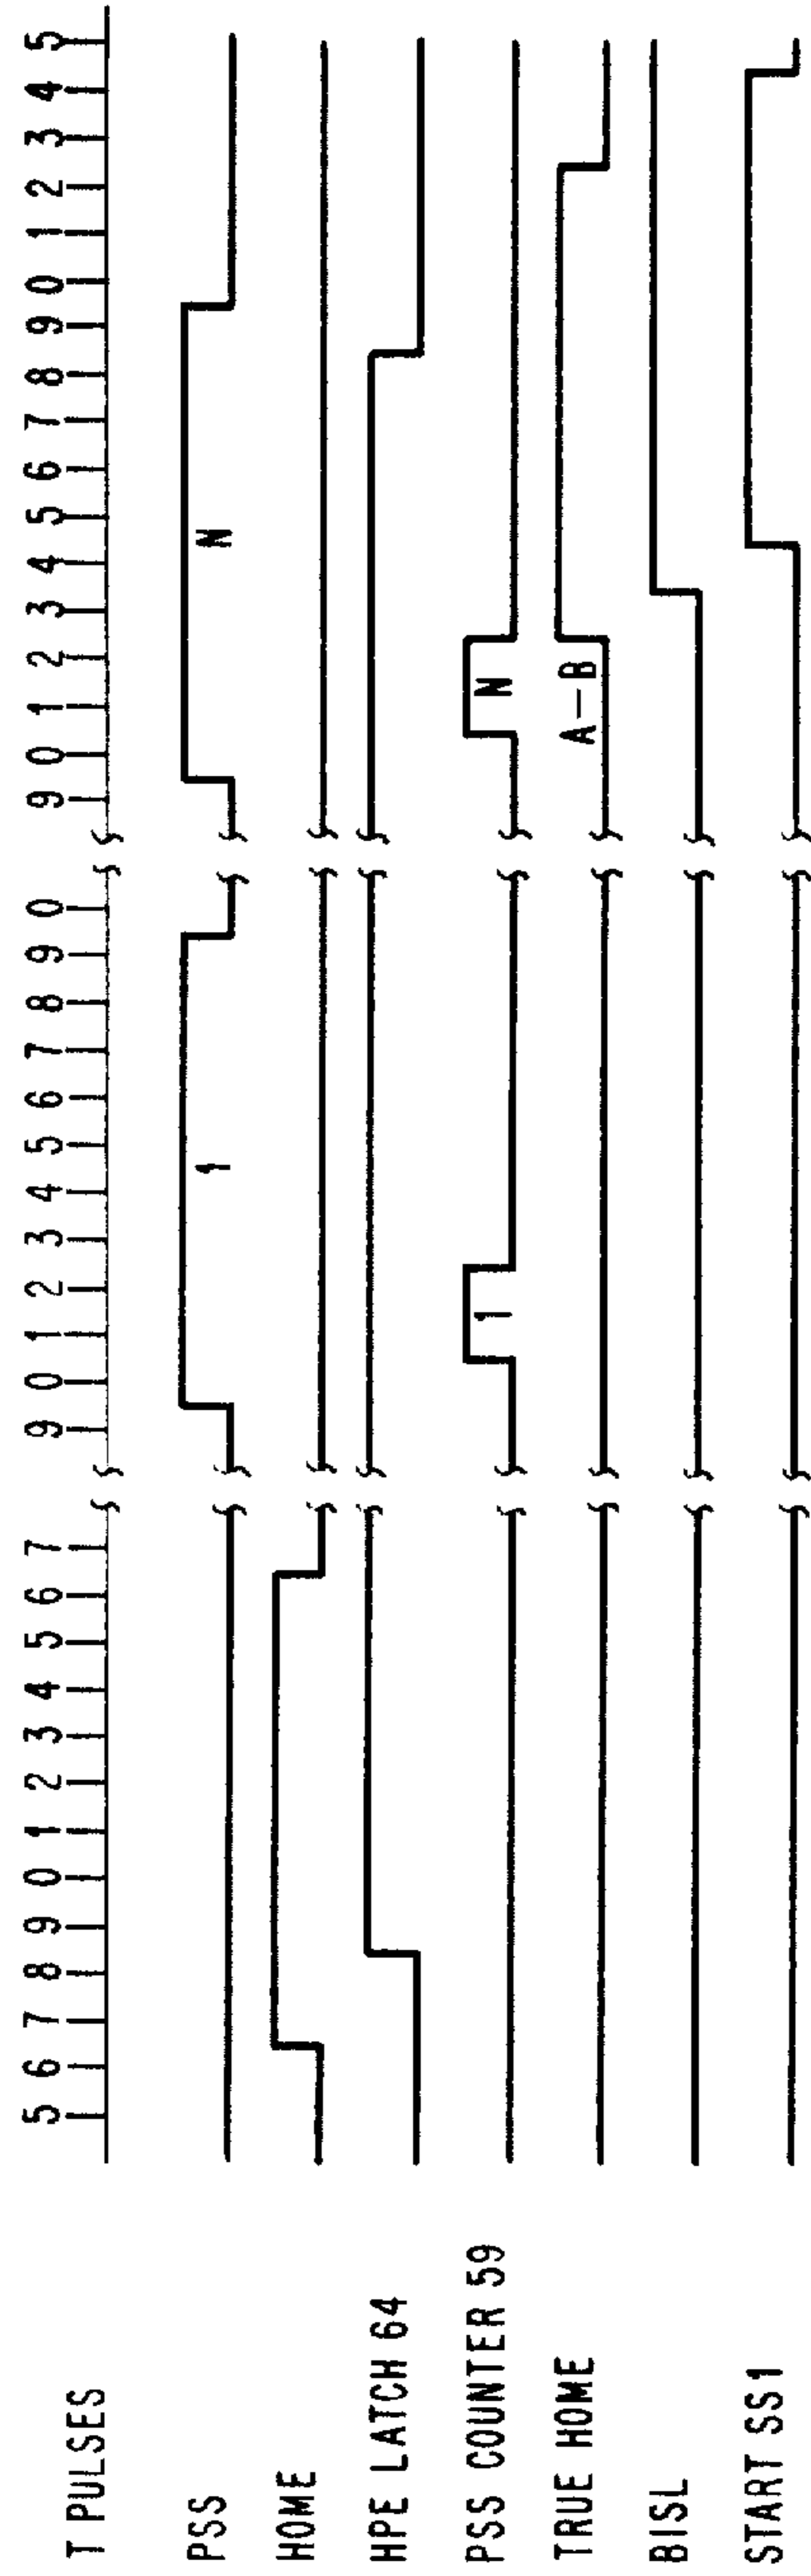 T PULSES
5 6 7 8 9 0 1 2 3 4 5 6 7
9 0 1 2 3 4 5 6 7 8 9 0
9 0 1 2 3 4 5 6 7 8 9 0 1 2 3 4 5
PSS
1
N
HOME
HPE LATCH 64
PSS COUNTER 59
1
N
TRUE HOME
A-B
BISL
START SS1